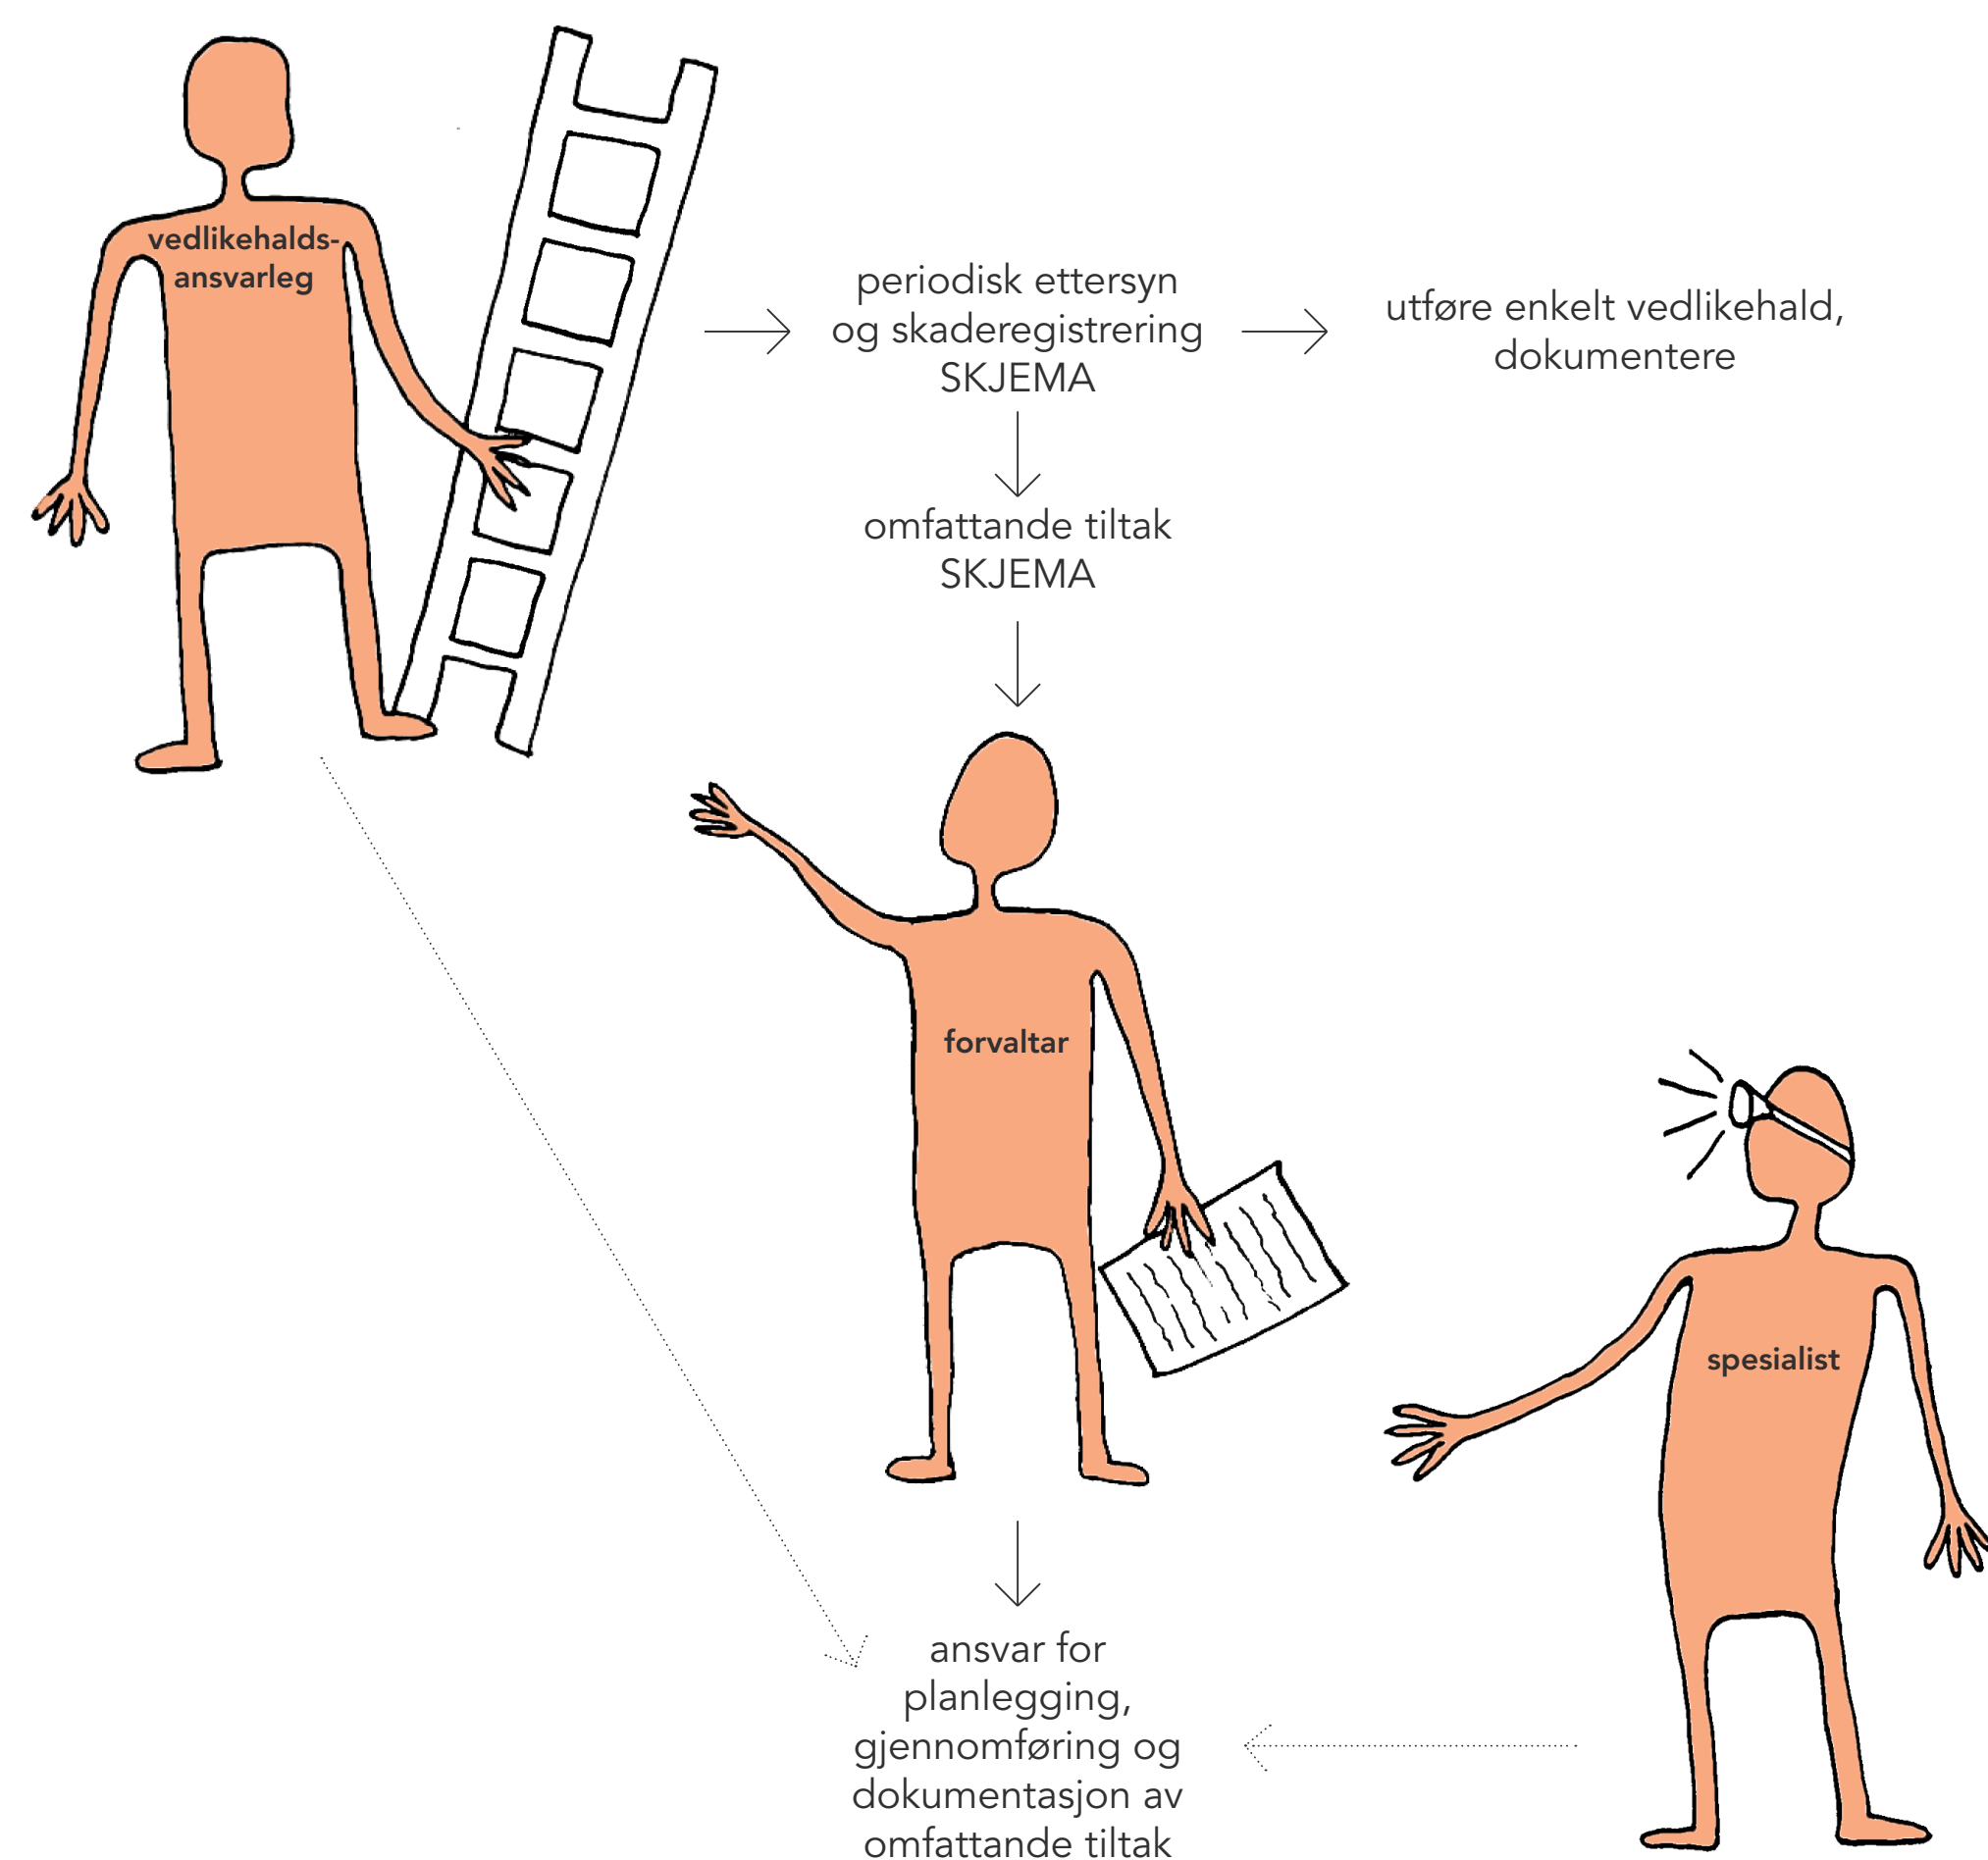 vedlikehalds-
ansvarleg
periodisk ettersyn
og skaderegistrering
SKJEMA
utføre enkelt vedlikehald,
dokumentere
omfattande tiltak
SKJEMA
forvaltar
spesialist
ansvar for
planlegging,
gjennomføring og
dokumentasjon av
omfattande tiltak